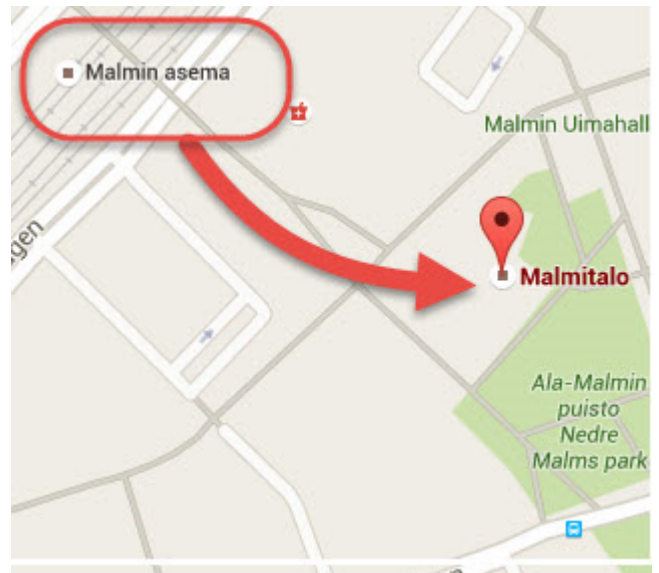 Malmin asema
Malmin Uimahall
gen
Malmitalo
Ala-Malmin
puisto
Nedre
Malms park